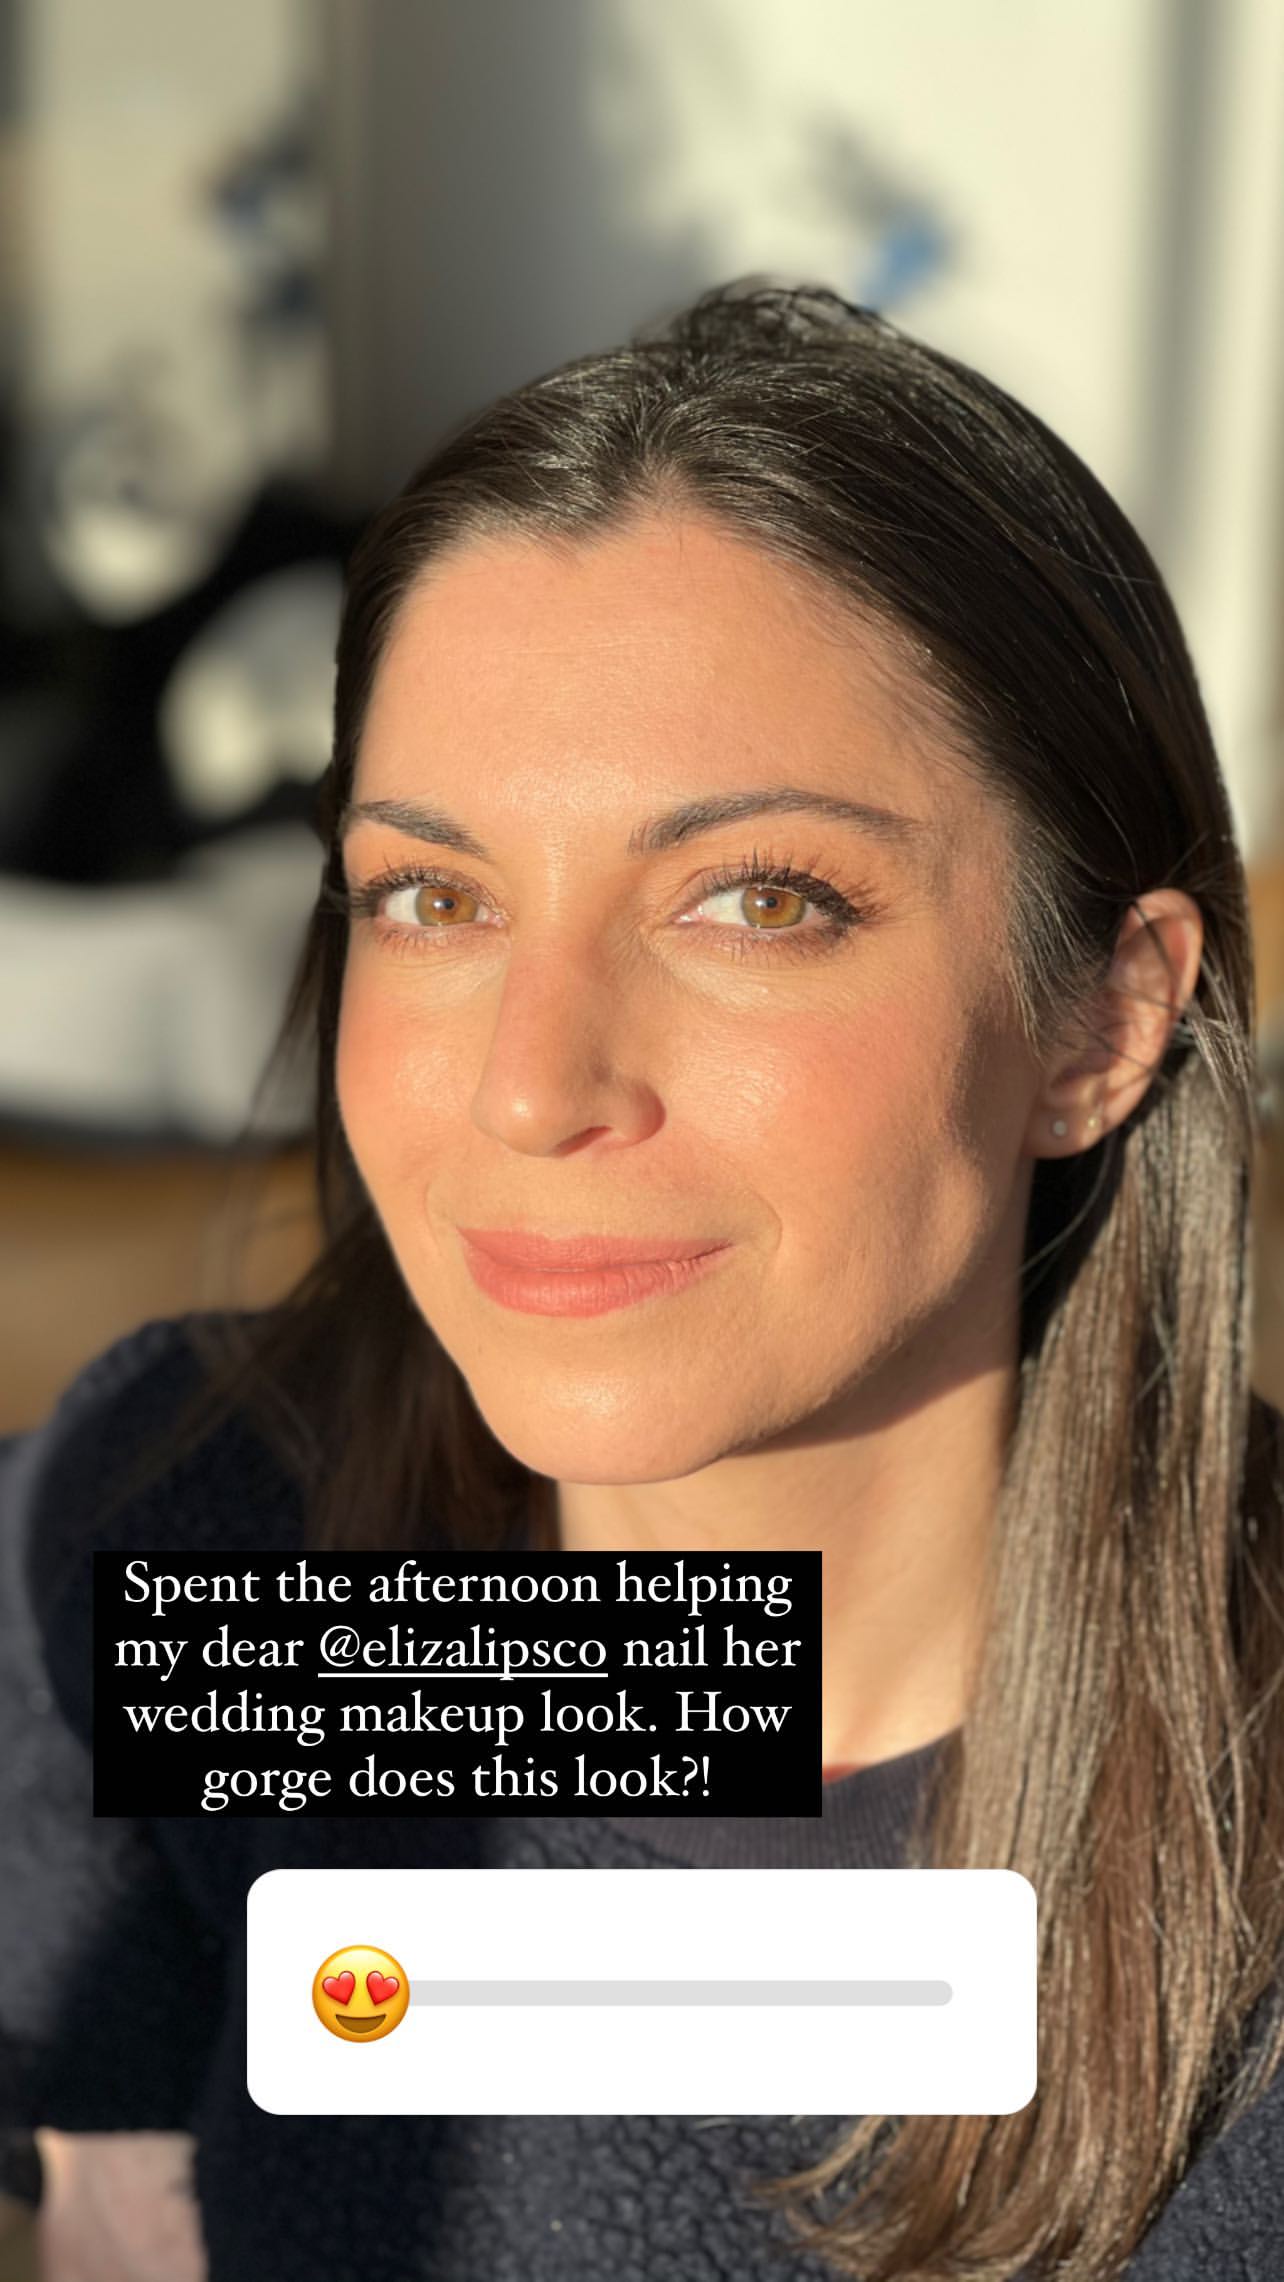 Spent the afternoon helping
my dear @elizalipsco nail her
wedding makeup look. How
gorge does this look?!